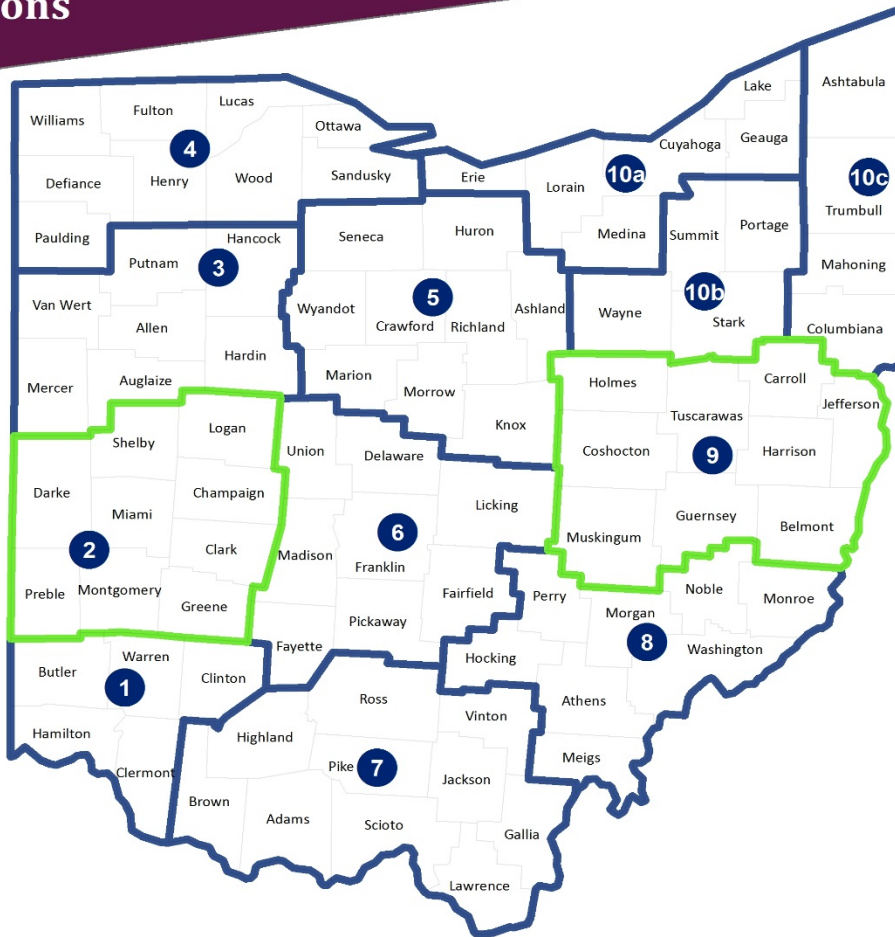 ons
Williams
Fulton
Lucas
Ottawa
Defiance
Henry
Wood
Sandusky
Paulding
4
Erie
Lorain
10a
Cuyahoga
Lake
Geauga
Medina
Ashtabula
10c
Trumbull
Mahoning
Columbiana
Summit
Portage
10b
Wayne
Stark
Putnam
Hancock
3
Van Wert
Allen
Hardin
Mercer
Auglaize
Seneca
Huron
Wyandot
5
Crawford
Richland
Ashland
Marion
Morrow
Knox
Shelby
Logan
Darke
Champaign
Miami
2
Clark
Preble
Montgomery
Greene
Union
Delaware
Licking
6
Madison
Franklin
Fairfield
Pickaway
Fayette
Holmes
Carroll
Tuscarawas
Jefferson
Coshocton
9
Harrison
Guernsey
Muskingum
Belmont
Perry
Morgan
Noble
Monroe
8
Washington
Hocking
Athens
Meigs
Butler
Warren
1
Clinton
Hamilton
Clermont
Ross
Vinton
Highland
Pike
7
Jackson
Brown
Adams
Scioto
Gallia
Lawrence